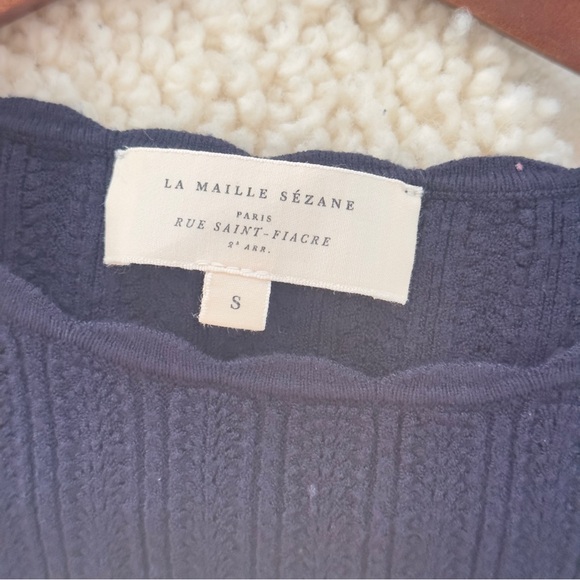 LA MAILLE SÉZANE
PARIS
RUE SAINT-FIACRE
2ᵉ ARR.
S